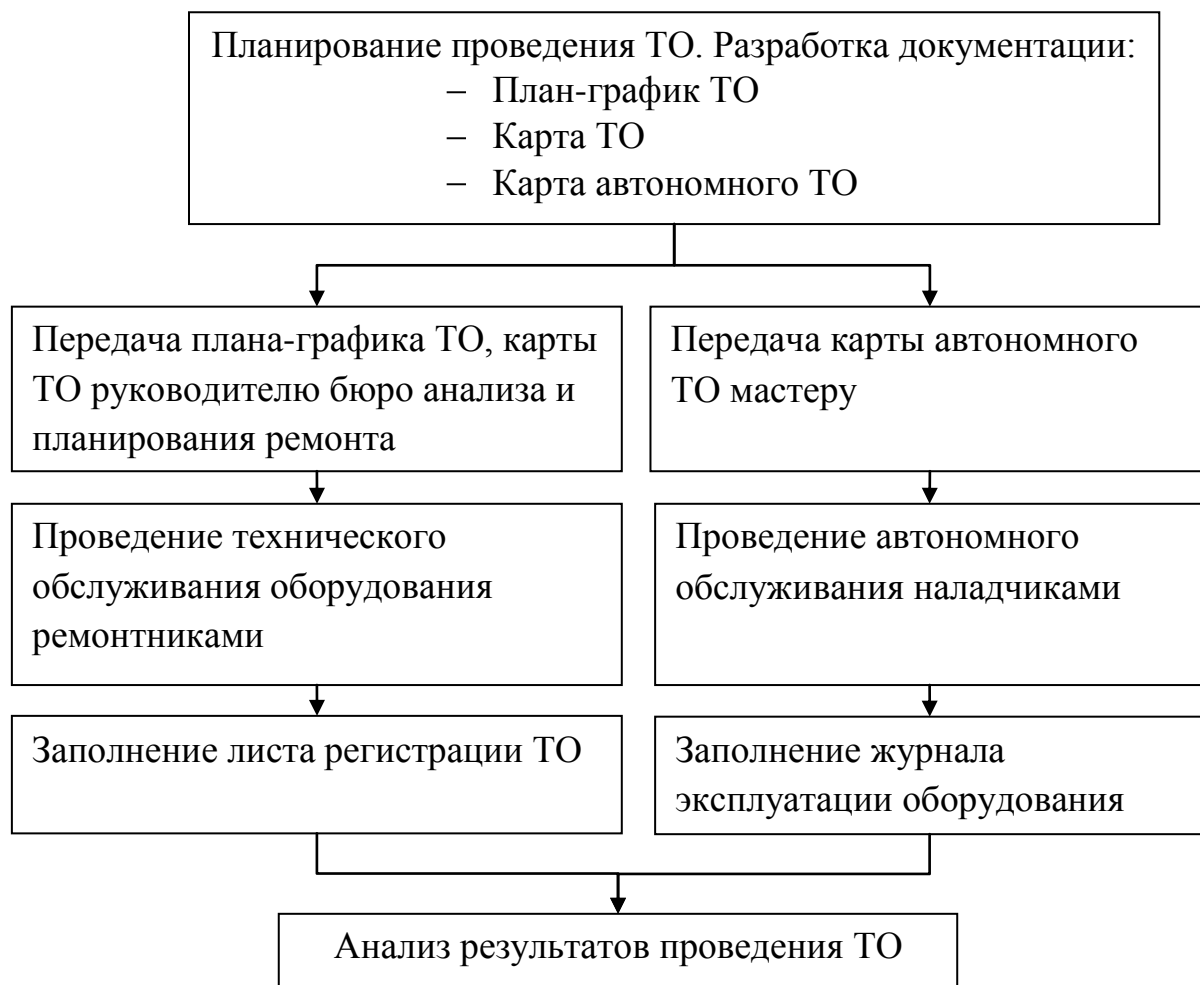 Планирование проведения ТО. Разработка документации:
− План-график ТО
− Карта ТО
− Карта автономного ТО
Передача плана-графика ТО, карты
ТО руководителю бюро анализа и
планирования ремонта
Передача карты автономного
ТО мастеру
Проведение технического
обслуживания оборудования
ремонтниками
Проведение автономного
обслуживания наладчиками
Заполнение листа регистрации ТО
Заполнение журнала
эксплуатации оборудования
Анализ результатов проведения ТО